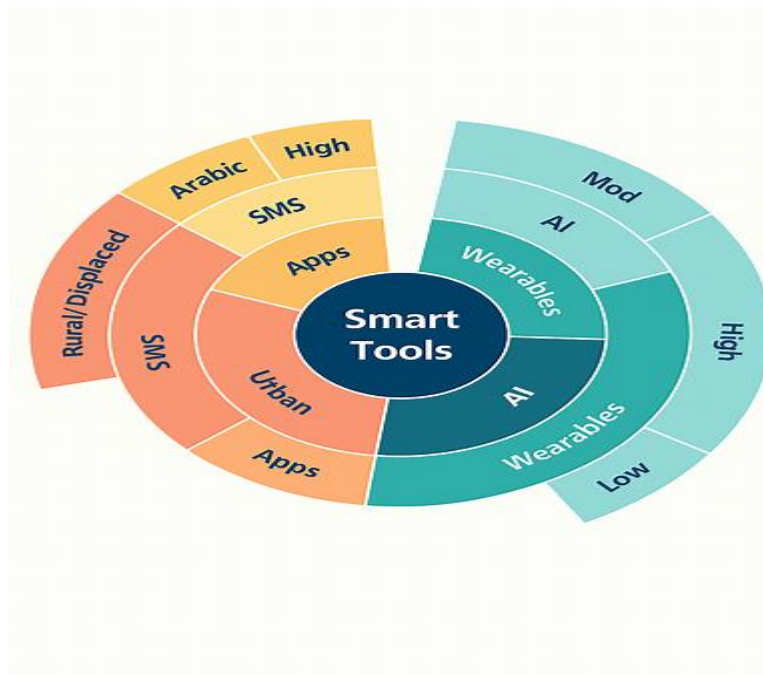 Smart
Tools
Apps
SMS
Arabic
High
Wearables
AI
Mod
High
AI
Wearables
Low
Urban
SMS
Apps
Rural/Displaced